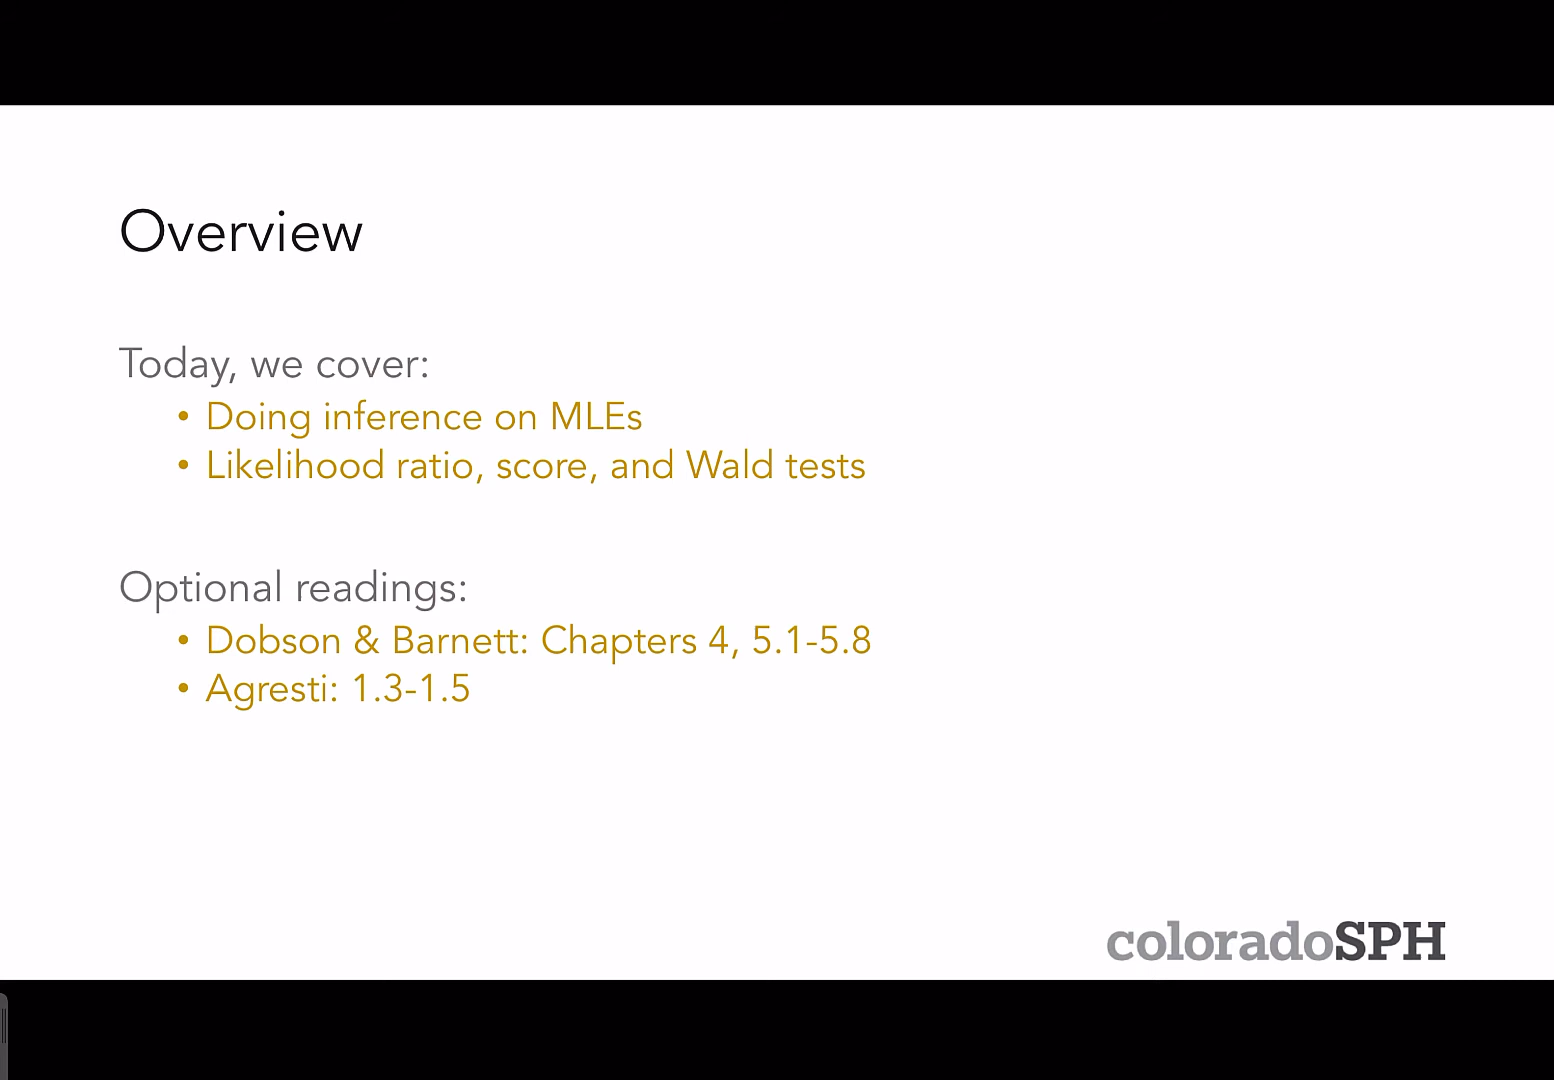 Overview
Today, we cover:
• Doing inference on MLEs
• Likelihood ratio, score, and Wald tests
Optional readings:
• Dobson & Barnett: Chapters 4, 5.1-5.8
• Agresti: 1.3-1.5
coloradoSPH